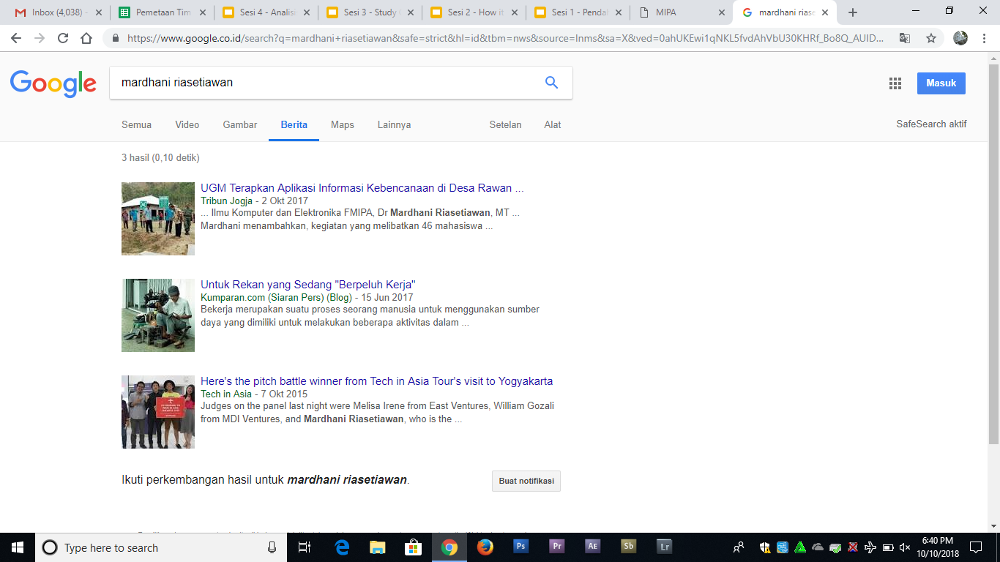 Inbox (4,038) -
Pemetaan Tim
Sesi 4 - Analisi
Sesi 3 - Study
Sesi 2 - How it
Sesi 1 - Pendal
MIPA
mardhani riase
https://www.google.co.id/search?q=mardhani+riasetiawan&safe=strict&hl=id&tbm=nws&source=lnms&sa=X&ved=0ahUKEwi1qNKL5fvdAhVbU30KHRf_Bo8Q_AUID...
Google
mardhani riasetiawan
Masuk
Semua Video Gambar Berita Maps Lainnya Setelan Alat
SafeSearch aktif
3 hasil (0,10 detik)
UGM Terapkan Aplikasi Informasi Kebencanaan di Desa Rawan ...
Tribun Jogja - 2 Okt 2017
... Ilmu Komputer dan Elektronika FMIPA, Dr Mardhani Riasetiawan, MT ...
Mardhani menambahkan, kegiatan yang melibatkan 46 mahasiswa ...
Untuk Rekan yang Sedang "Berpeluh Kerja"
Kumparan.com (Siaran Pers) (Blog) - 15 Jun 2017
Bekerja merupakan suatu proses seorang manusia untuk menggunakan sumber
daya yang dimiliki untuk melakukan beberapa aktivitas dalam ...
Here's the pitch battle winner from Tech in Asia Tour's visit to Yogyakarta
Tech in Asia - 7 Okt 2015
Judges on the panel last night were Melisa Irene from East Ventures, William Gozali
from MDI Ventures, and Mardhani Riasetiawan, who is the ...
Ikuti perkembangan hasil untuk mardhani riasetiawan.
Buat notifikasi
Type here to search
Ps
Pr
AE
Sb
Lr
6:40 PM
10/10/2018